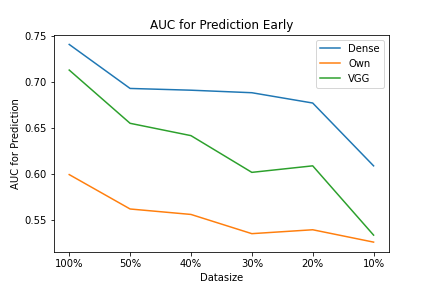 AUC for Prediction Early
Dense
Own
VGG
AUC for Prediction
0.75
0.70
0.65
0.60
0.55
100% 50% 40% 30% 20% 10%
Datasize